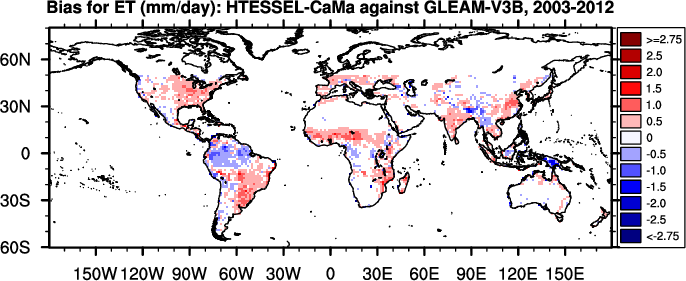 Bias for ET (mm/day): HTESSEL-CaMa against GLEAM-V3B, 2003-2012
60N
30N
0
30S
60S
150W 120W 90W 60W 30W 0 30E 60E 90E 120E 150E
>=2.75
2.5
2.0
1.5
1.0
0.5
0
-0.5
-1.0
-1.5
-2.0
-2.5
<-2.75